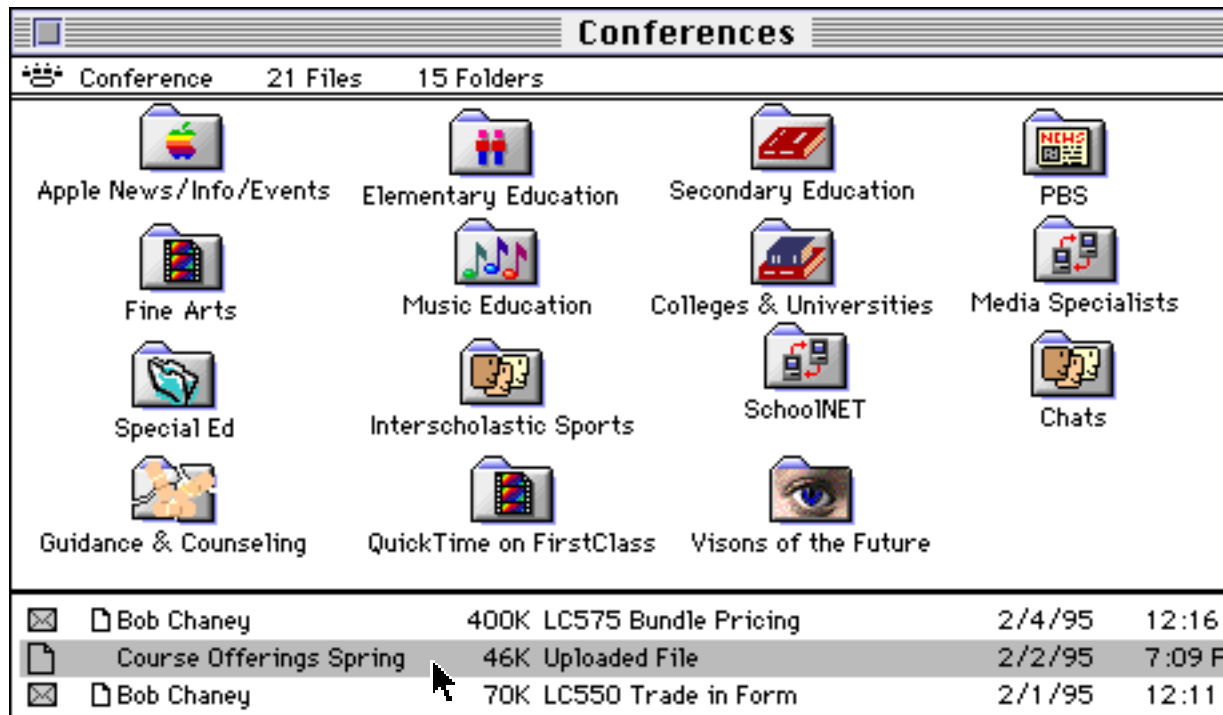 Conferences
Conference 21 Files 15 Folders
NEWS
Apple News/Info/Events Elementary Education Secondary Education PBS
Fine Arts Music Education Colleges & Universities Media Specialists
Special Ed Interscholastic Sports SchoolNET Chats
Guidance & Counseling QuickTime on FirstClass Visons of the Future
Bob Chaney 400K LC575 Bundle Pricing 2/4/95 12:16
Course Offerings Spring 46K Uploaded File 2/2/95 7:09
Bob Chaney 70K LC550 Trade in Form 2/1/95 12:11